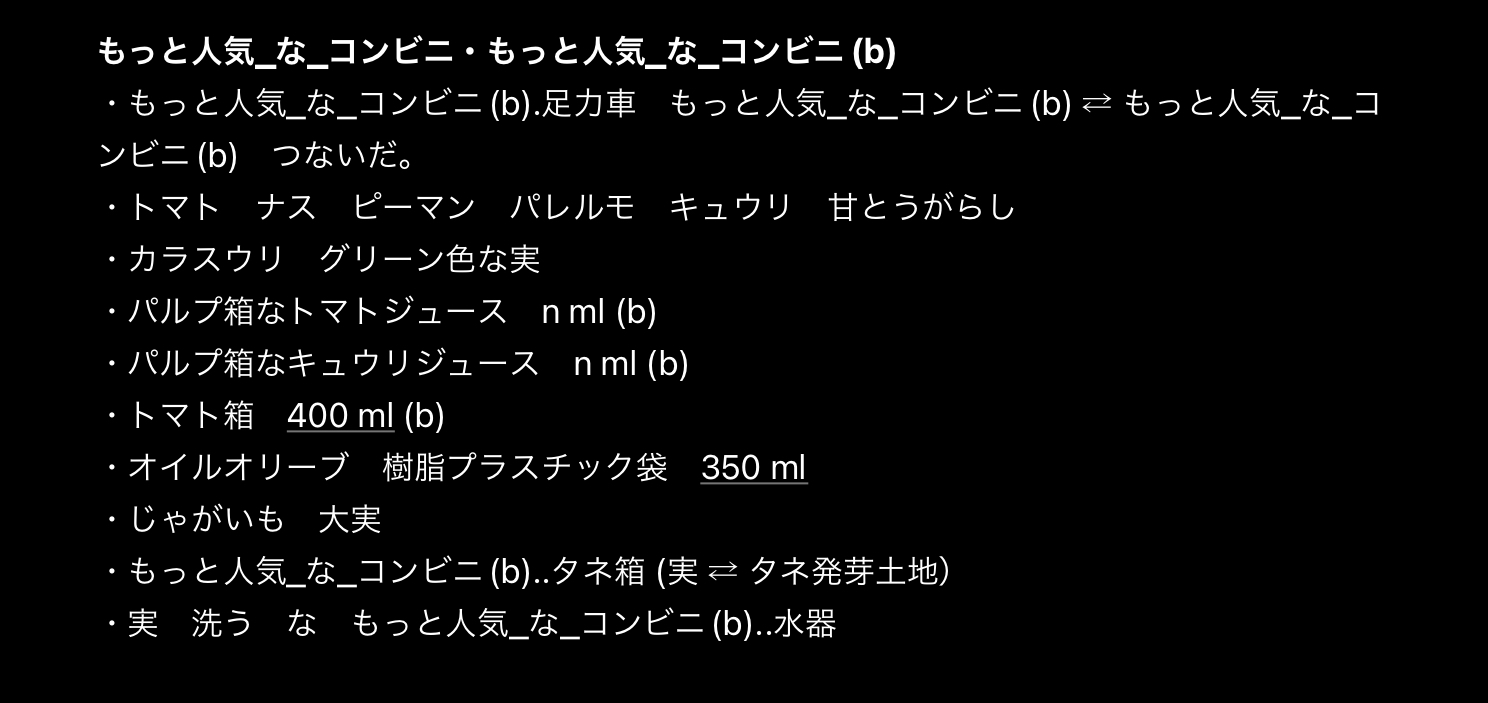 もっと人気_な_コンビニ・もっと人気_な_コンビニ (b)
・もっと人気_な_コンビニ (b).足力車　もっと人気_な_コンビニ (b) ⇄ もっと人気_な_コ
ンビニ (b)　つないだ。
・トマト　ナス　ピーマン　パレルモ　キュウリ　甘とうがらし
・カラスウリ　グリーン色な実
・パルプ箱なトマトジュース　n ml (b)
・パルプ箱なキュウリジュース　n ml (b)
・トマト箱　400 ml (b)
・オイルオリーブ　樹脂プラスチック袋　350 ml
・じゃがいも　大実
・もっと人気_な_コンビニ (b)..タネ箱 (実 ⇄ タネ発芽土地）
・実　洗う　な　もっと人気_な_コンビニ (b)..水器